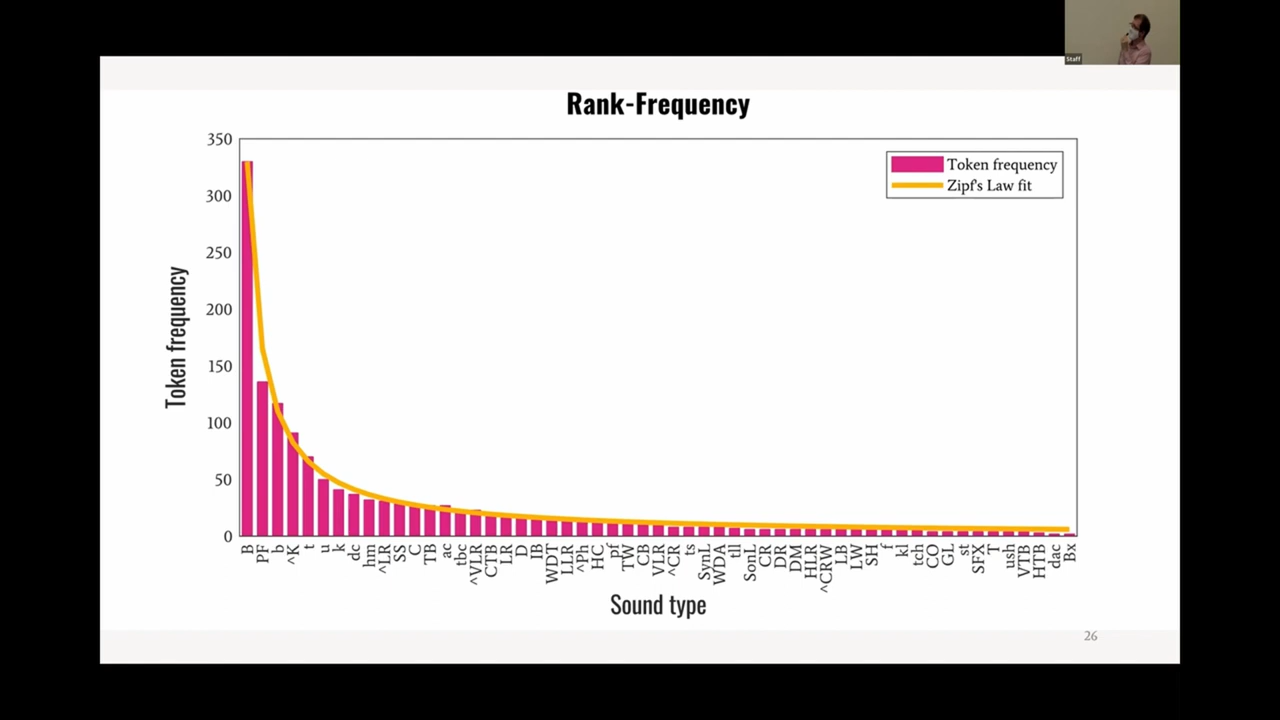 Staff
Rank-Frequency
Token frequency
Zipf's Law fit
350
300
250
200
150
100
50
0
Token frequency
B PF b ^K t u k dc hm ^LR SS C TB ac tbc ^VLR CTB LR D IB WDT LLR ^Ph HC pf TW CB VLR ^CR ts SynL WDA tll SonL CR DR DM HLR ^CRW LB LW SH f kl tch CO GL st SFX T ush VTB HTB dac Bx
Sound type
26